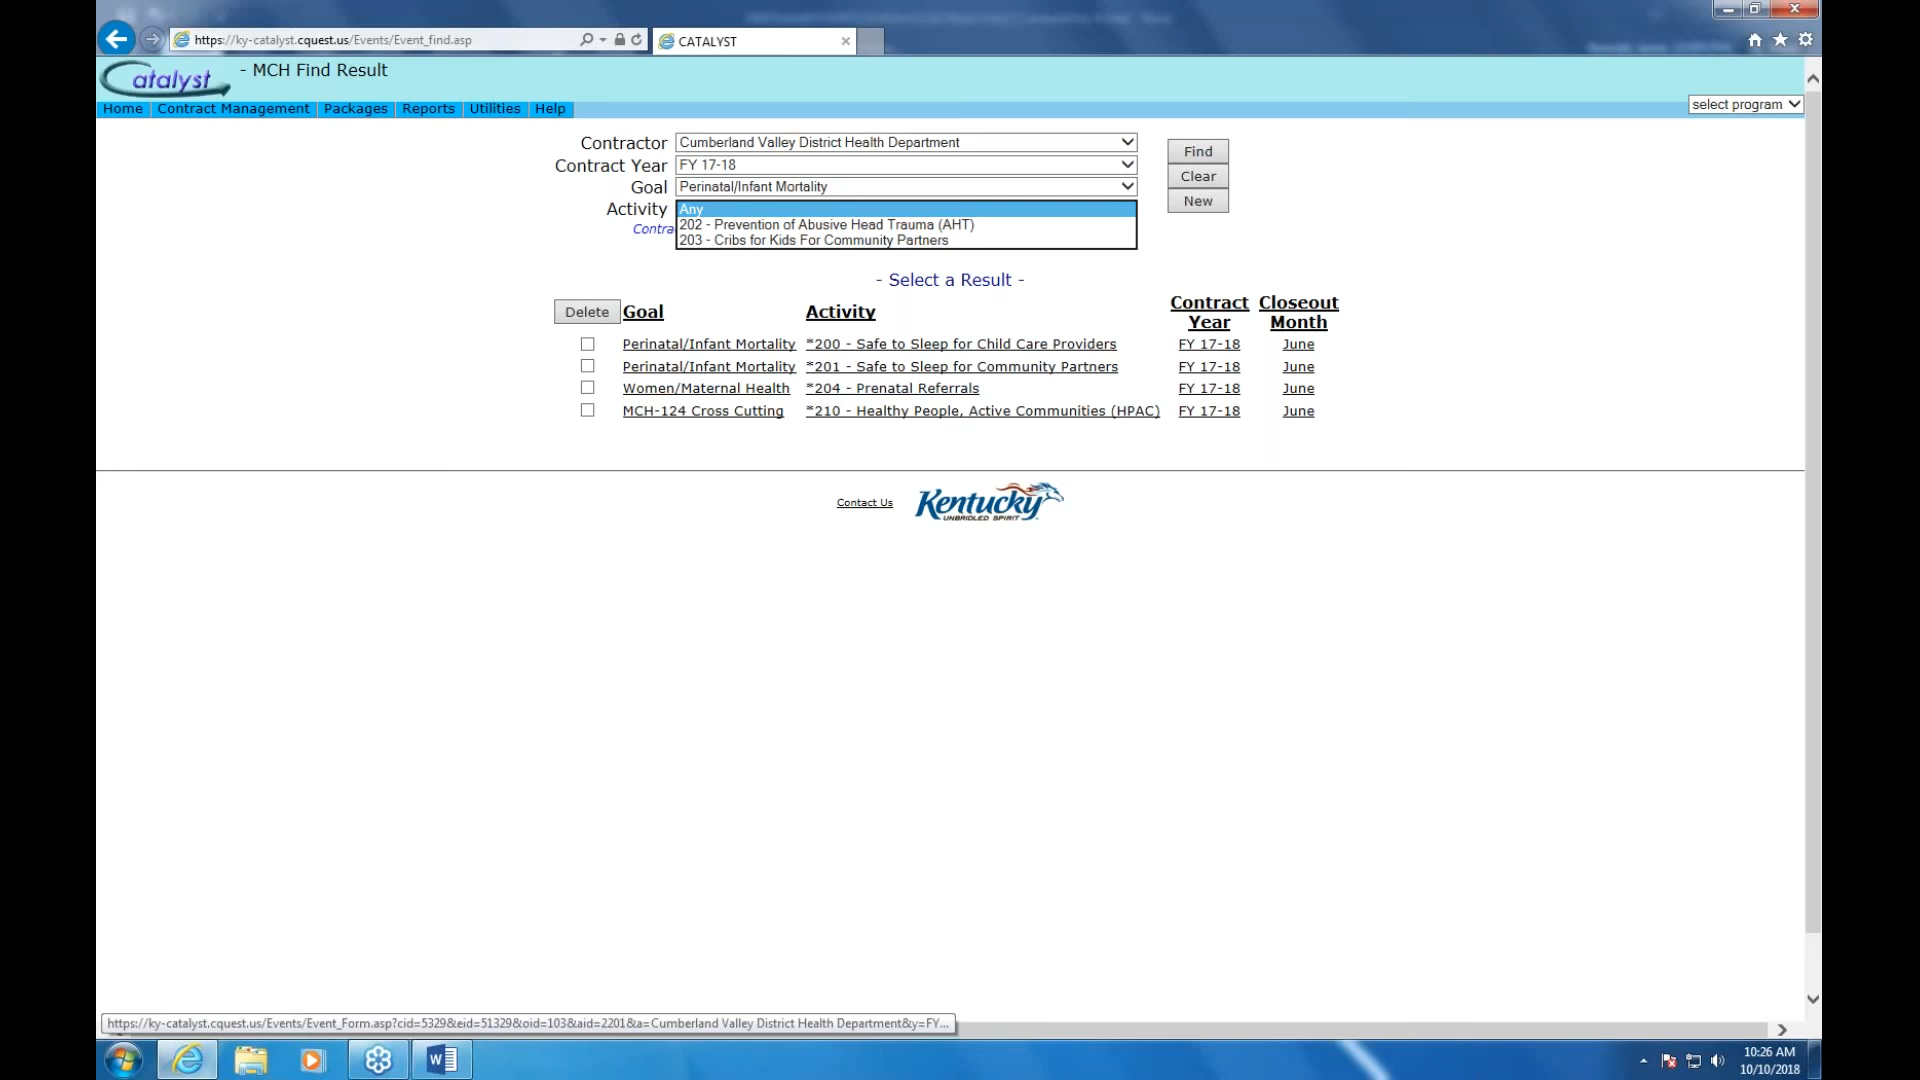 https://ky-catalyst.cquest.us/Events/Event_find.asp
CATALYST
Catalyst - MCH Find Result
Home Contract Management Packages Reports Utilities Help select program
Contractor Cumberland Valley District Health Department Find
Contract Year FY 17-18 Clear
Goal Perinatal/Infant Mortality New
Activity Any
202 - Prevention of Abusive Head Trauma (AHT)
Contra 203 - Cribs for Kids For Community Partners
- Select a Result -
Delete Goal Activity Contract Year Closeout Month
Perinatal/Infant Mortality *200 - Safe to Sleep for Child Care Providers FY 17-18 June
Perinatal/Infant Mortality *201 - Safe to Sleep for Community Partners FY 17-18 June
Women/Maternal Health *204 - Prenatal Referrals FY 17-18 June
MCH-124 Cross Cutting *210 - Healthy People, Active Communities (HPAC) FY 17-18 June
Contact Us Kentucky
UNBRIDLED SPIRIT
https://ky-catalyst.cquest.us/Events/Event_Form.asp?cid=5329&eid=51329&oid=103&aid=2201&a=Cumberland Valley District Health Department&y=FY...
10:26 AM
10/10/2018